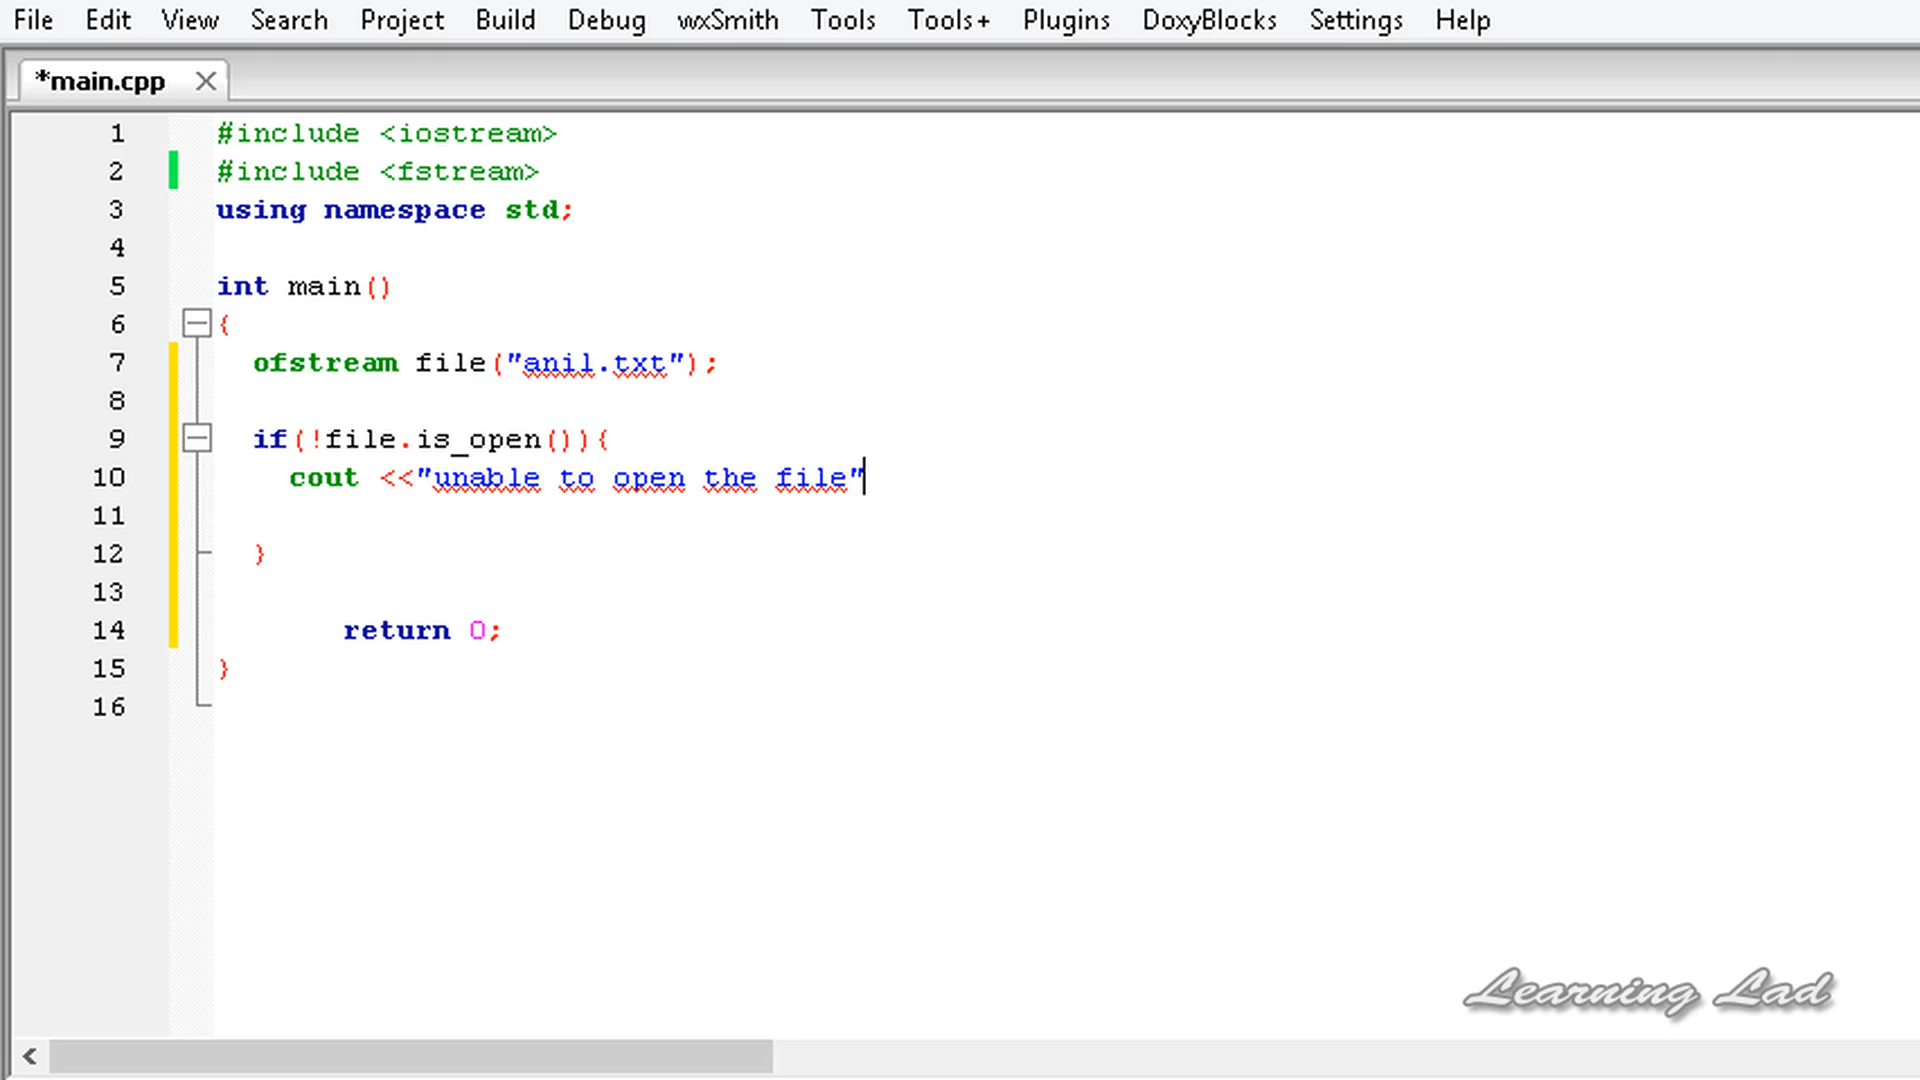 File Edit View Search Project Build Debug wxSmith Tools Tools+ Plugins DoxyBlocks Settings Help
*main.cpp
1 #include <iostream>
2 #include <fstream>
3 using namespace std;
4
5 int main()
6 {
7 ofstream file("anil.txt");
8
9 if(!file.is_open()){
10 cout <<"unable to open the file"
11
12 }
13
14 return 0;
15 }
16
Learning Lad